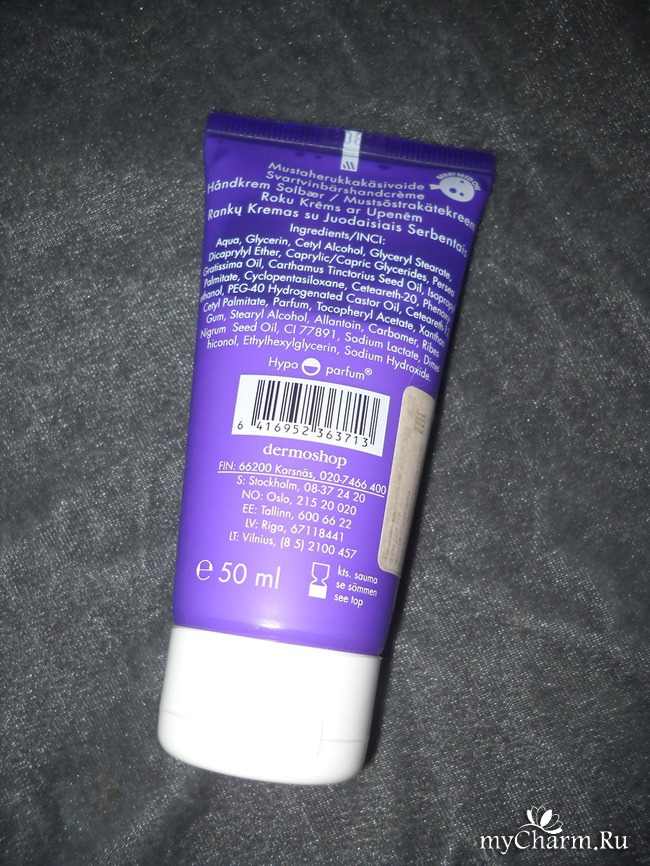 Mustaherukkakäsivoide
Svartvinbärshandcrème
Håndkrem Solbær / Mustsõstrakätekreem
Roku Krēms ar Upenēm
Rankų Kremas su Juodaisiais Serbentais
Ingredients/INCI:
Aqua, Glycerin, Cetyl Alcohol, Glyceryl Stearate,
Dicaprylyl Ether, Caprylic/Capric Glycerides, Persea
Gratissima Oil, Carthamus Tinctorius Seed Oil, Isopropyl
Palmitate, Cyclopentasiloxane, Ceteareth-20, Phenoxy
ethanol, PEG-40 Hydrogenated Castor Oil, Ceteareth-
Cetyl Palmitate, Parfum, Tocopheryl Acetate, Xanthan
Gum, Stearyl Alcohol, Allantoin, Carbomer, Ribes
Nigrum Seed Oil, CI 77891, Sodium Lactate, Dimet
hiconol, Ethylhexylglycerin, Sodium Hydroxide.
Hypo parfum®
6 416952 363713
dermoshop
FIN: 66200 Korsnäs, 020-7466 400
S: Stockholm, 08-37 24 20
NO: Oslo, 215 20 020
EE: Tallinn, 600 66 22
LV: Riga, 67118441
LT: Vilnius, (8 5) 2100 457
e 50 ml
kts. sauma
se sömmen
see top
myCharm.Ru